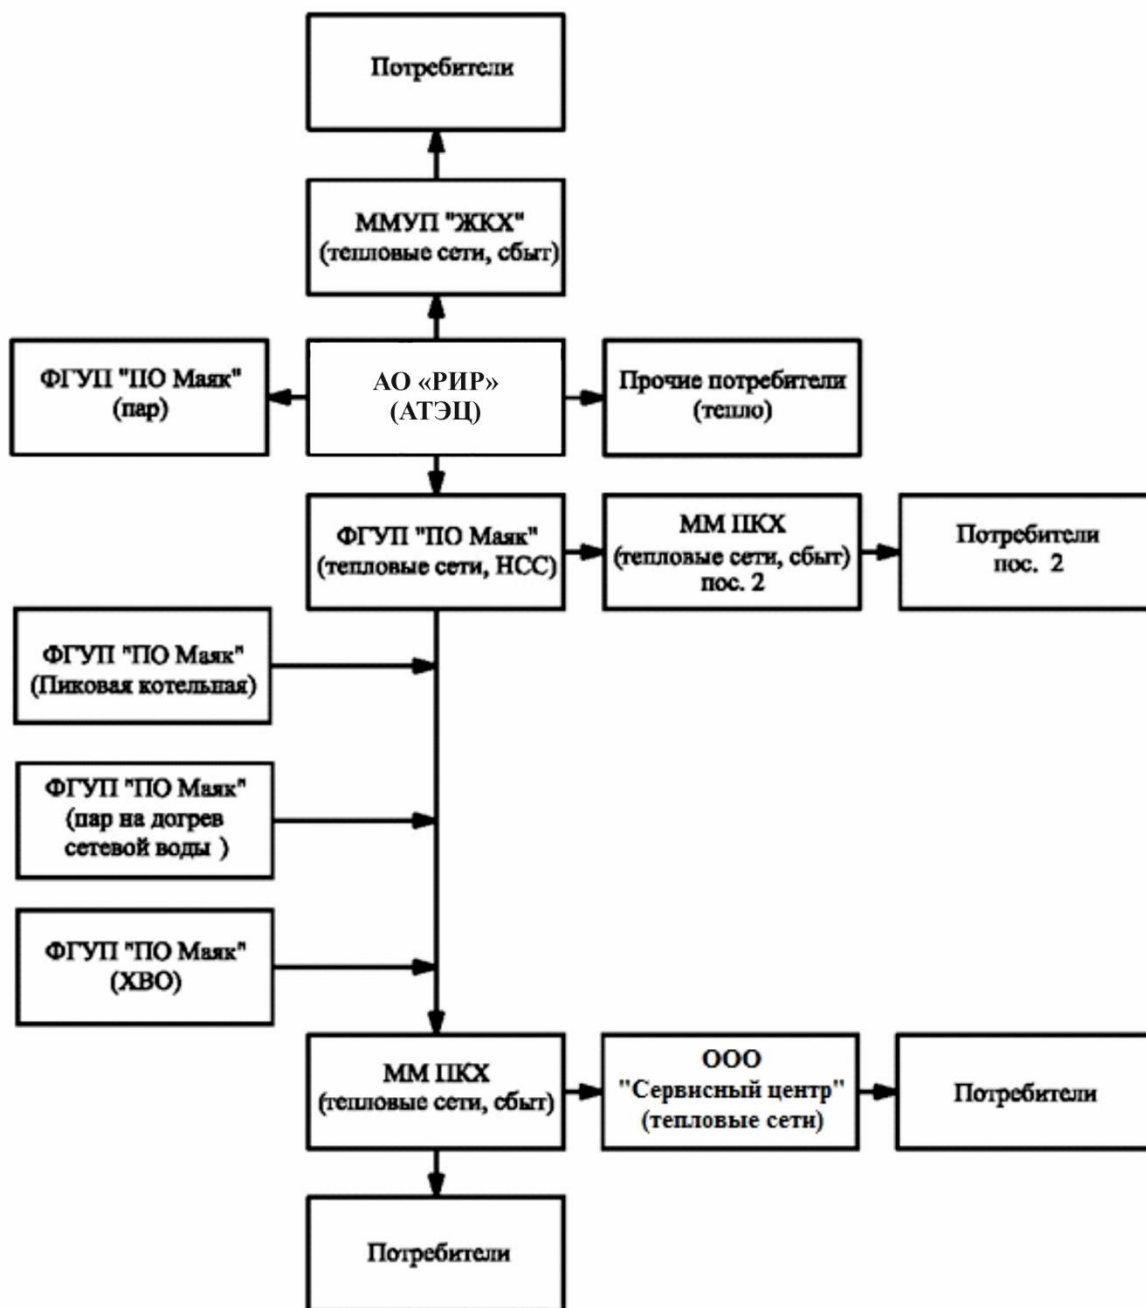 Потребители
ММУП "ЖКХ"
(тепловые сети, сбыт)
ФГУП "ПО Маяк"
(пар)
АО «РИР»
(АТЭЦ)
Прочие потребители
(тепло)
ФГУП "ПО Маяк"
(тепловые сети, НСС)
ММ ПКХ
(тепловые сети, сбыт)
пос. 2
Потребители
пос. 2
ФГУП "ПО Маяк"
(Пиковая котельная)
ФГУП "ПО Маяк"
(пар на догрев
сетевой воды )
ФГУП "ПО Маяк"
(ХВО)
ММ ПКХ
(тепловые сети, сбыт)
ООО
"Сервисный центр"
(тепловые сети)
Потребители
Потребители